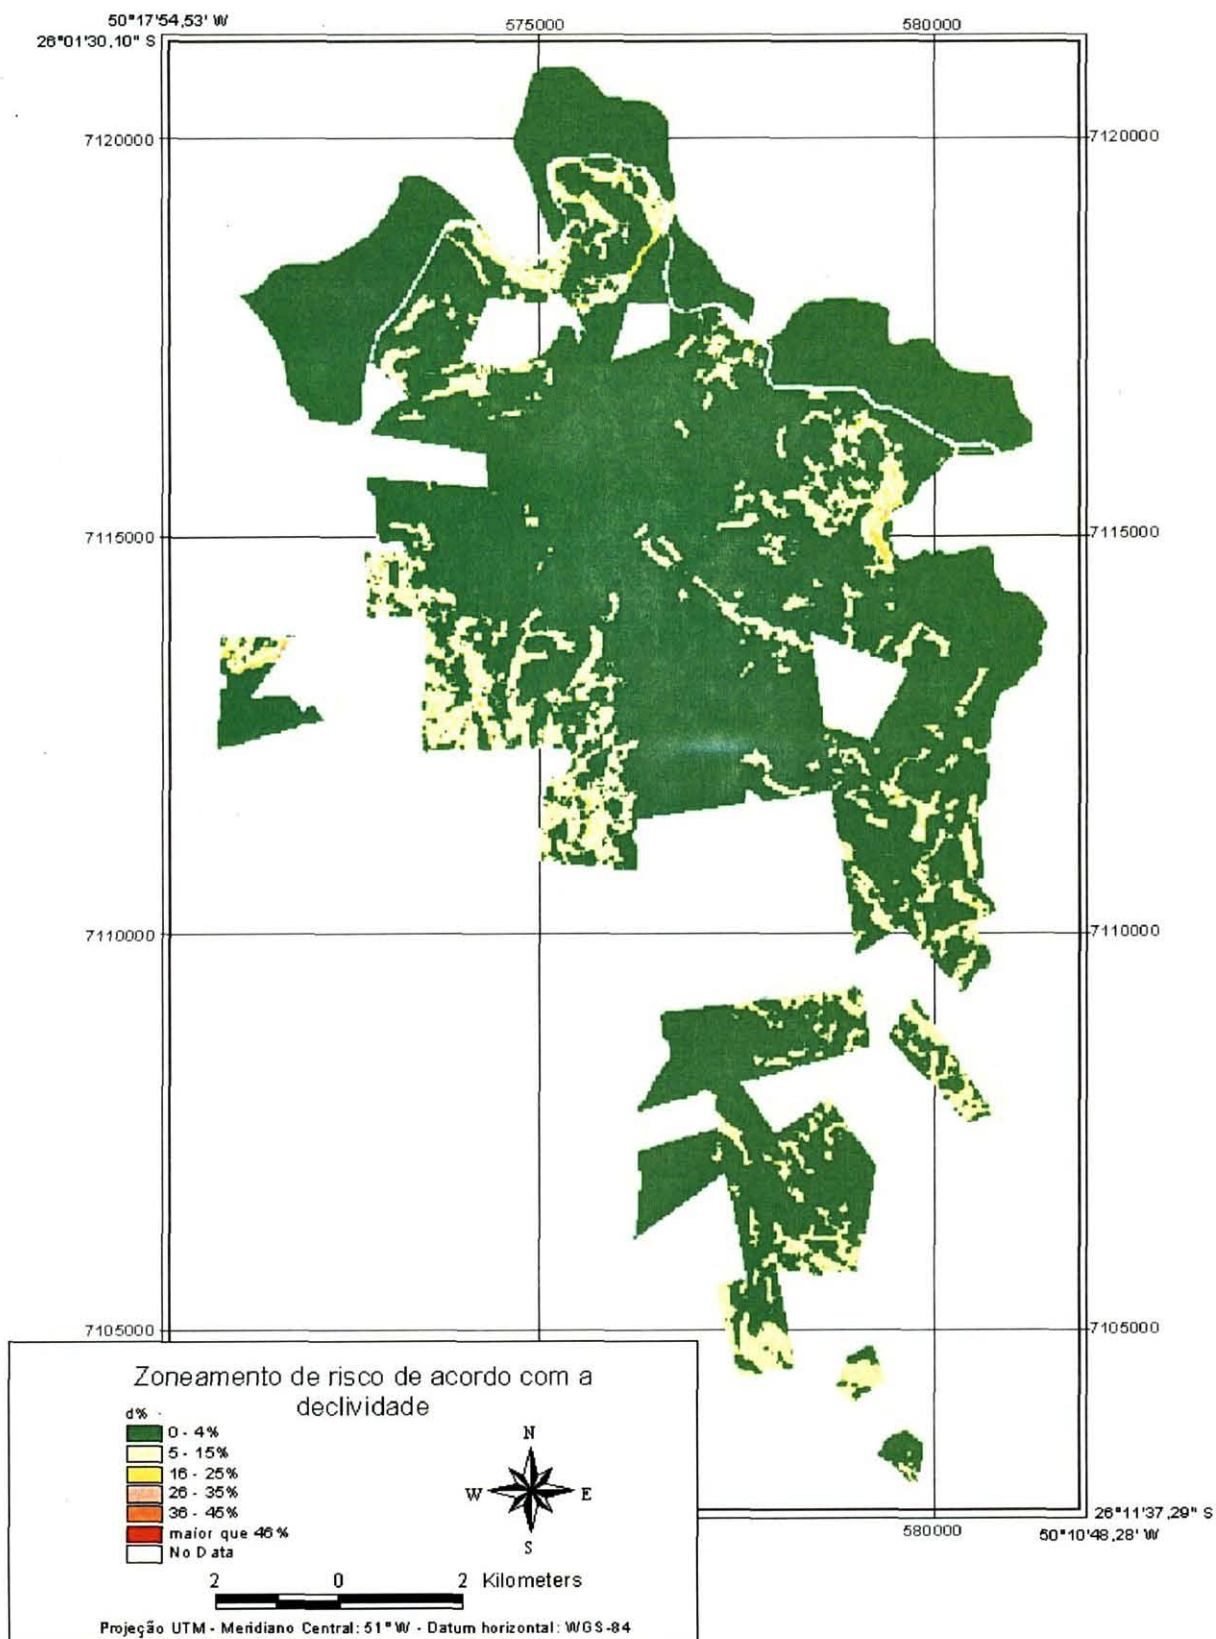 50°17'54,53' W
26°01'30,10" S
575000
580000
7120000
7120000
7115000
7115000
7110000
7110000
7105000
7105000
Zoneamento de risco de acordo com a
declividade
d%
0 - 4%
5 - 15%
16 - 25%
26 - 35%
36 - 45%
maior que 46%
No Data
N
W
E
S
2 0 2 Kilometers
Projeção UTM - Meridiano Central: 51° W - Datum horizontal: WGS-84
580000
26°11'37,29" S
50°10'48,28' W